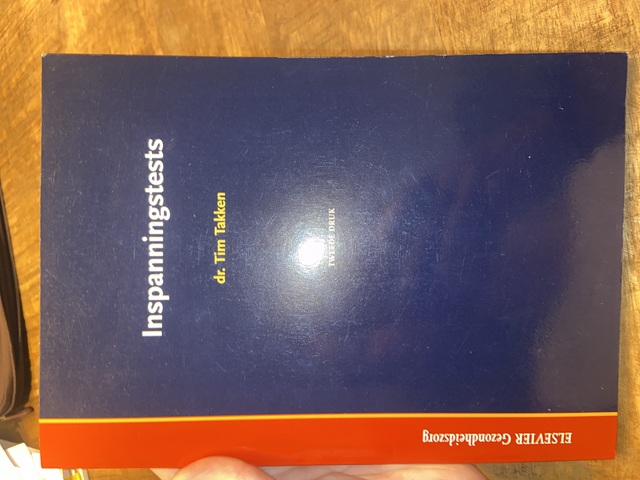 Inspanningstests
dr. Tim Takken
TWEEDE DRUK
ELSEVIER Gezondheidszorg